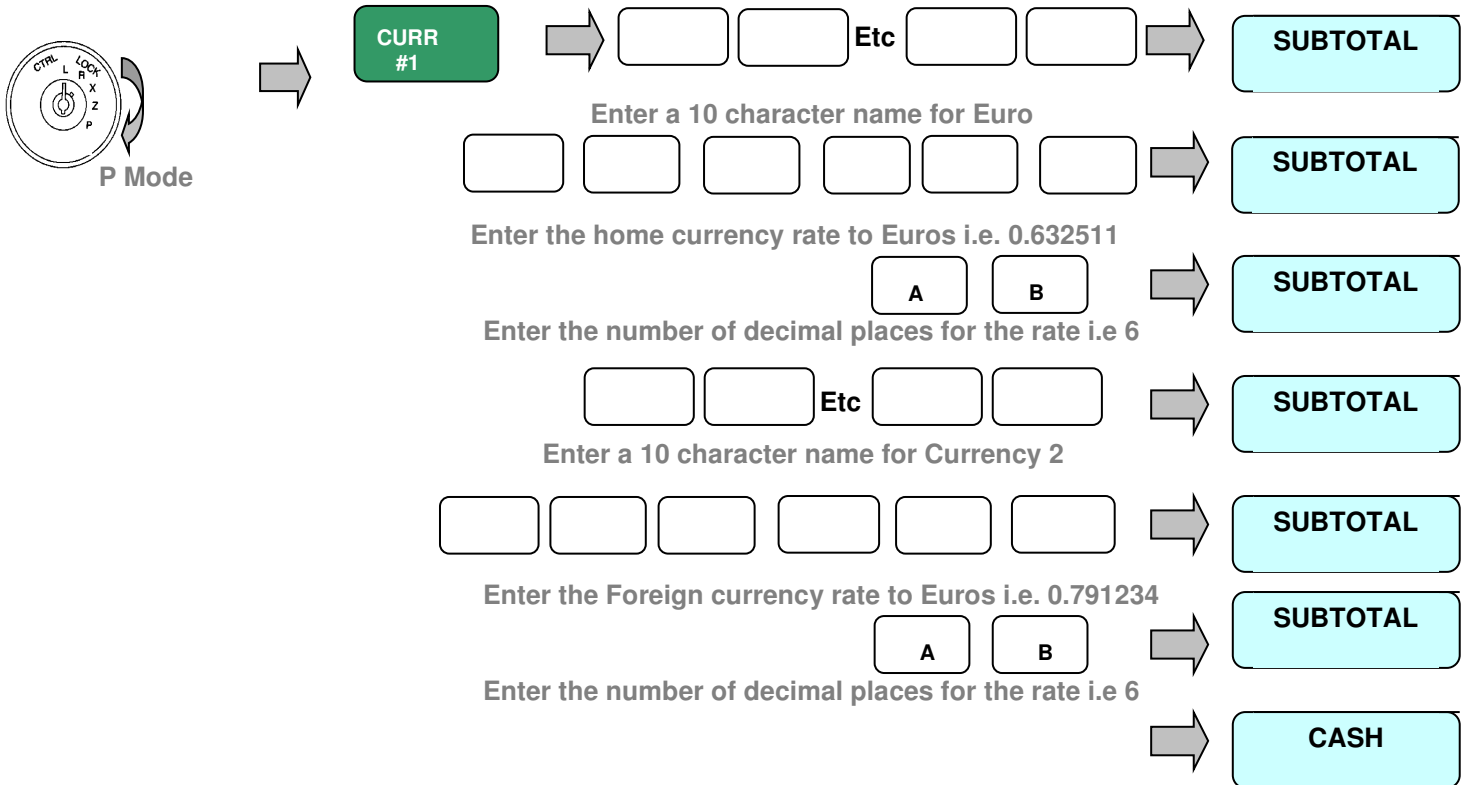 CURR
#1
Etc
SUBTOTAL
CTRL L LOCK R X Z P
P Mode
Enter a 10 character name for Euro
SUBTOTAL
Enter the home currency rate to Euros i.e. 0.632511
A B
SUBTOTAL
Enter the number of decimal places for the rate i.e 6
Etc
SUBTOTAL
Enter a 10 character name for Currency 2
SUBTOTAL
Enter the Foreign currency rate to Euros i.e. 0.791234
A B
SUBTOTAL
Enter the number of decimal places for the rate i.e 6
CASH